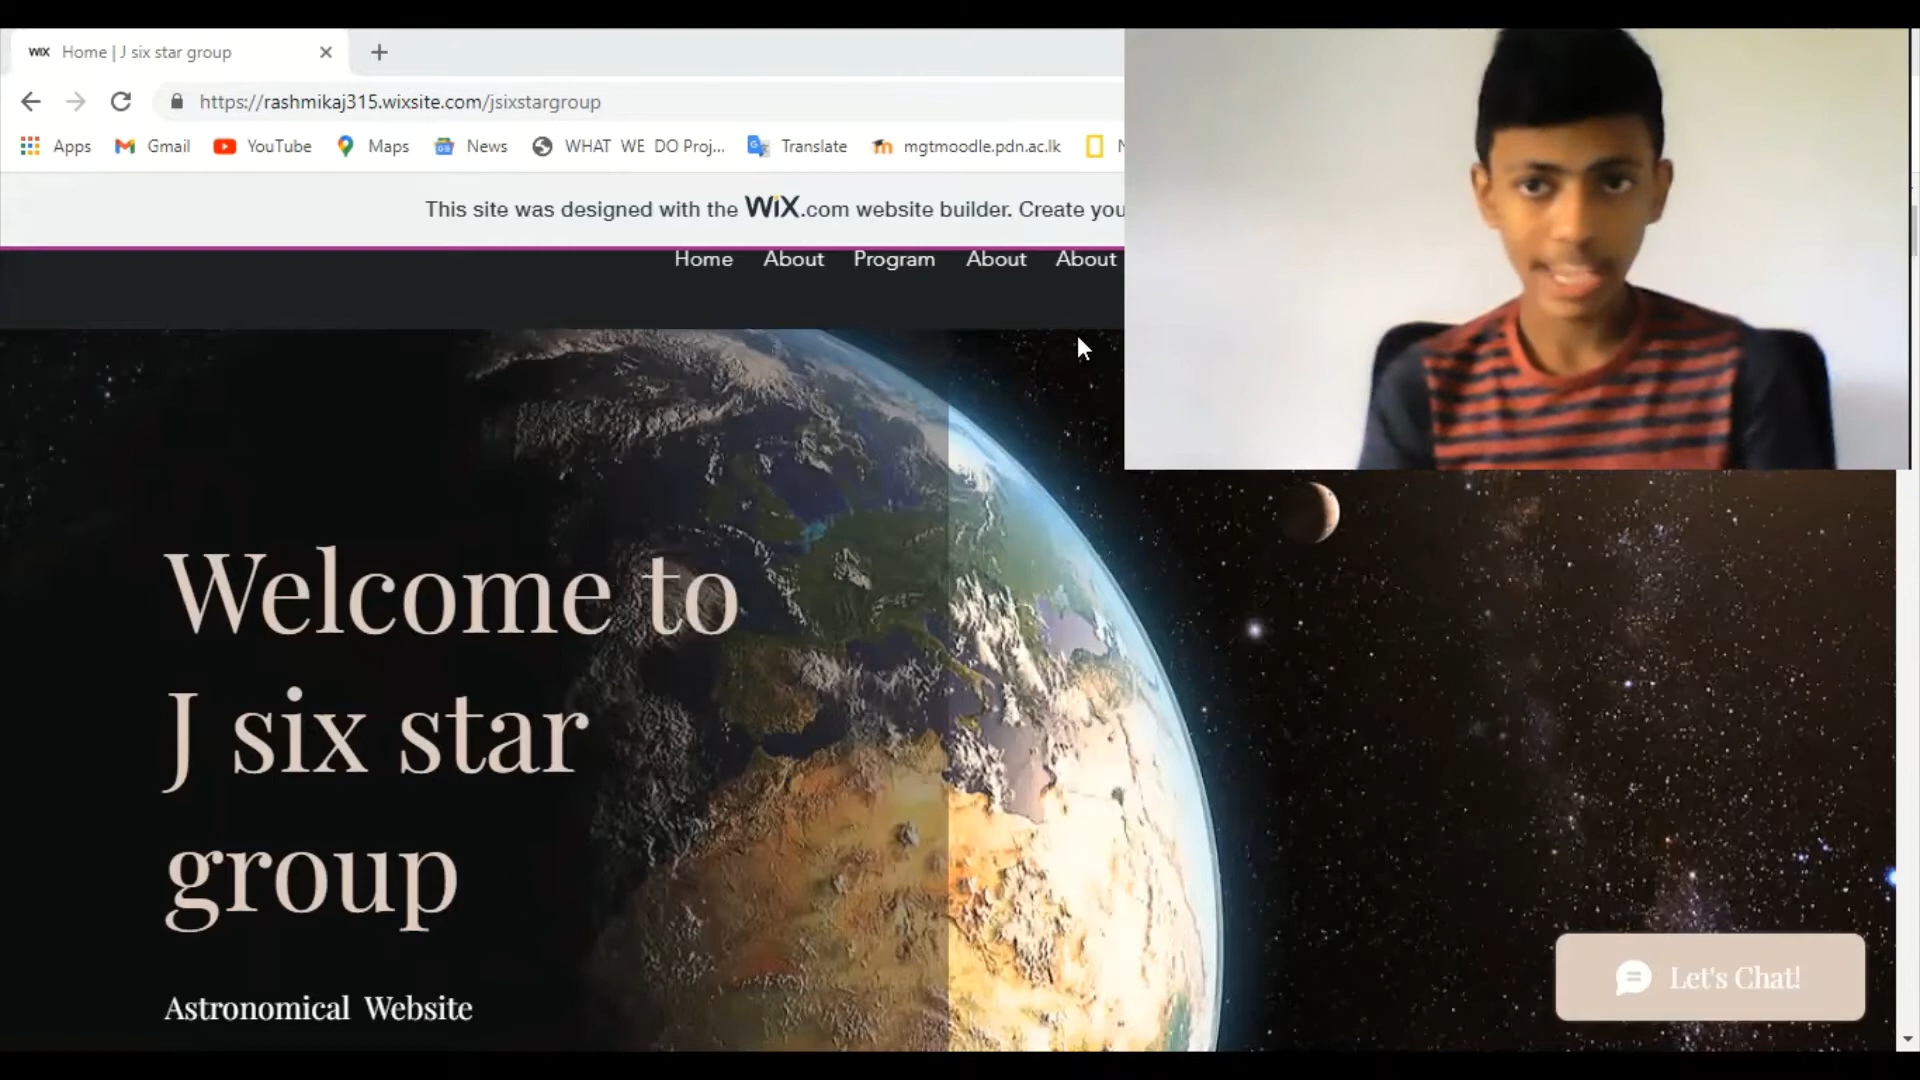 WiX Home | J six star group
https://rashmikaj315.wixsite.com/jsixstargroup
Apps Gmail YouTube Maps News WHAT WE DO Proj... Translate mgtmoodle.pdn.ac.lk
This site was designed with the WiX.com website builder. Create
Home About Program About About
Welcome to
J six star
group
Astronomical Website
Let's Chat!